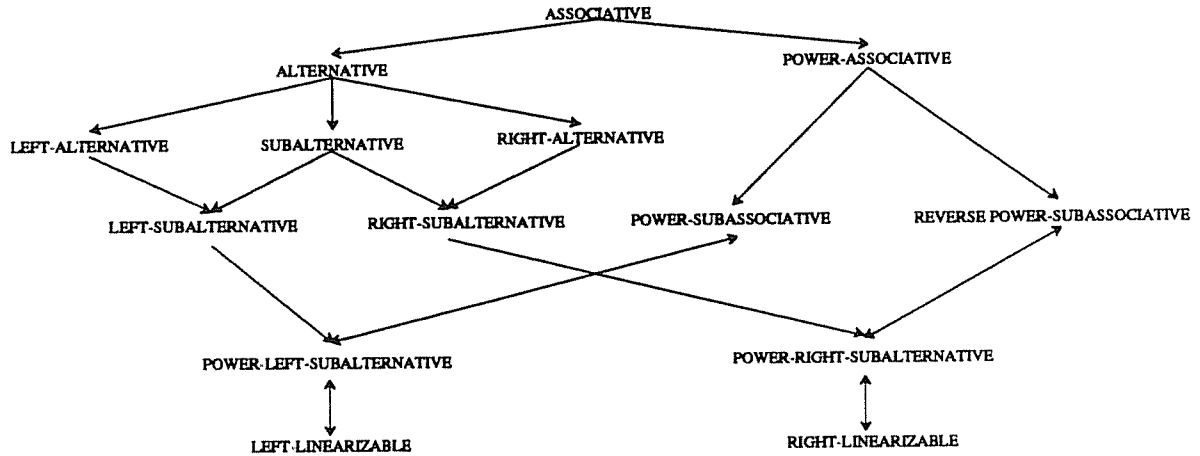 ASSOCIATIVE
POWER-ASSOCIATIVE
ALTERNATIVE
LEFT-ALTERNATIVE
SUBALTERNATIVE
RIGHT-ALTERNATIVE
LEFT-SUBALTERNATIVE
RIGHT-SUBALTERNATIVE
POWER-SUBASSOCIATIVE
REVERSE POWER-SUBASSOCIATIVE
POWER-LEFT-SUBALTERNATIVE
POWER-RIGHT-SUBALTERNATIVE
LEFT-LINEARIZABLE
RIGHT-LINEARIZABLE